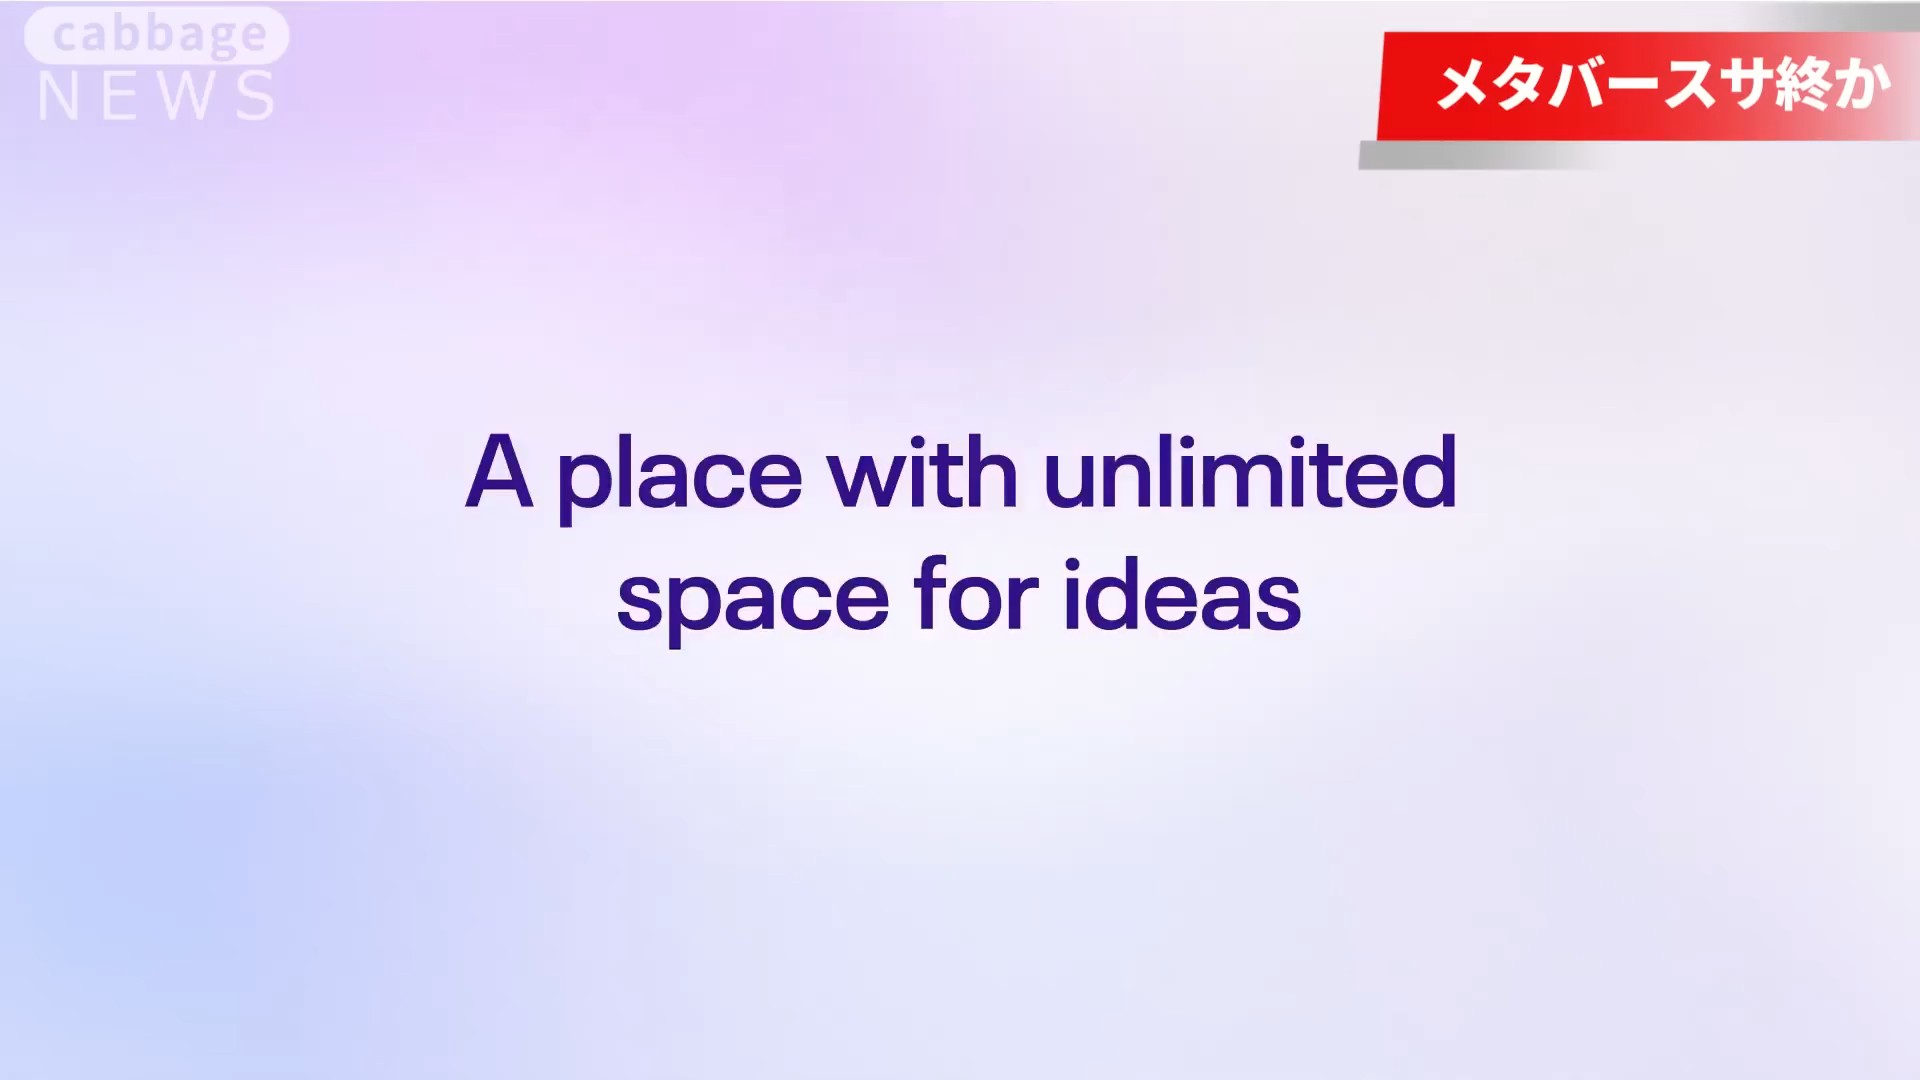 cabbage
NEWS
メタバースサ終か
A place with unlimited
space for ideas